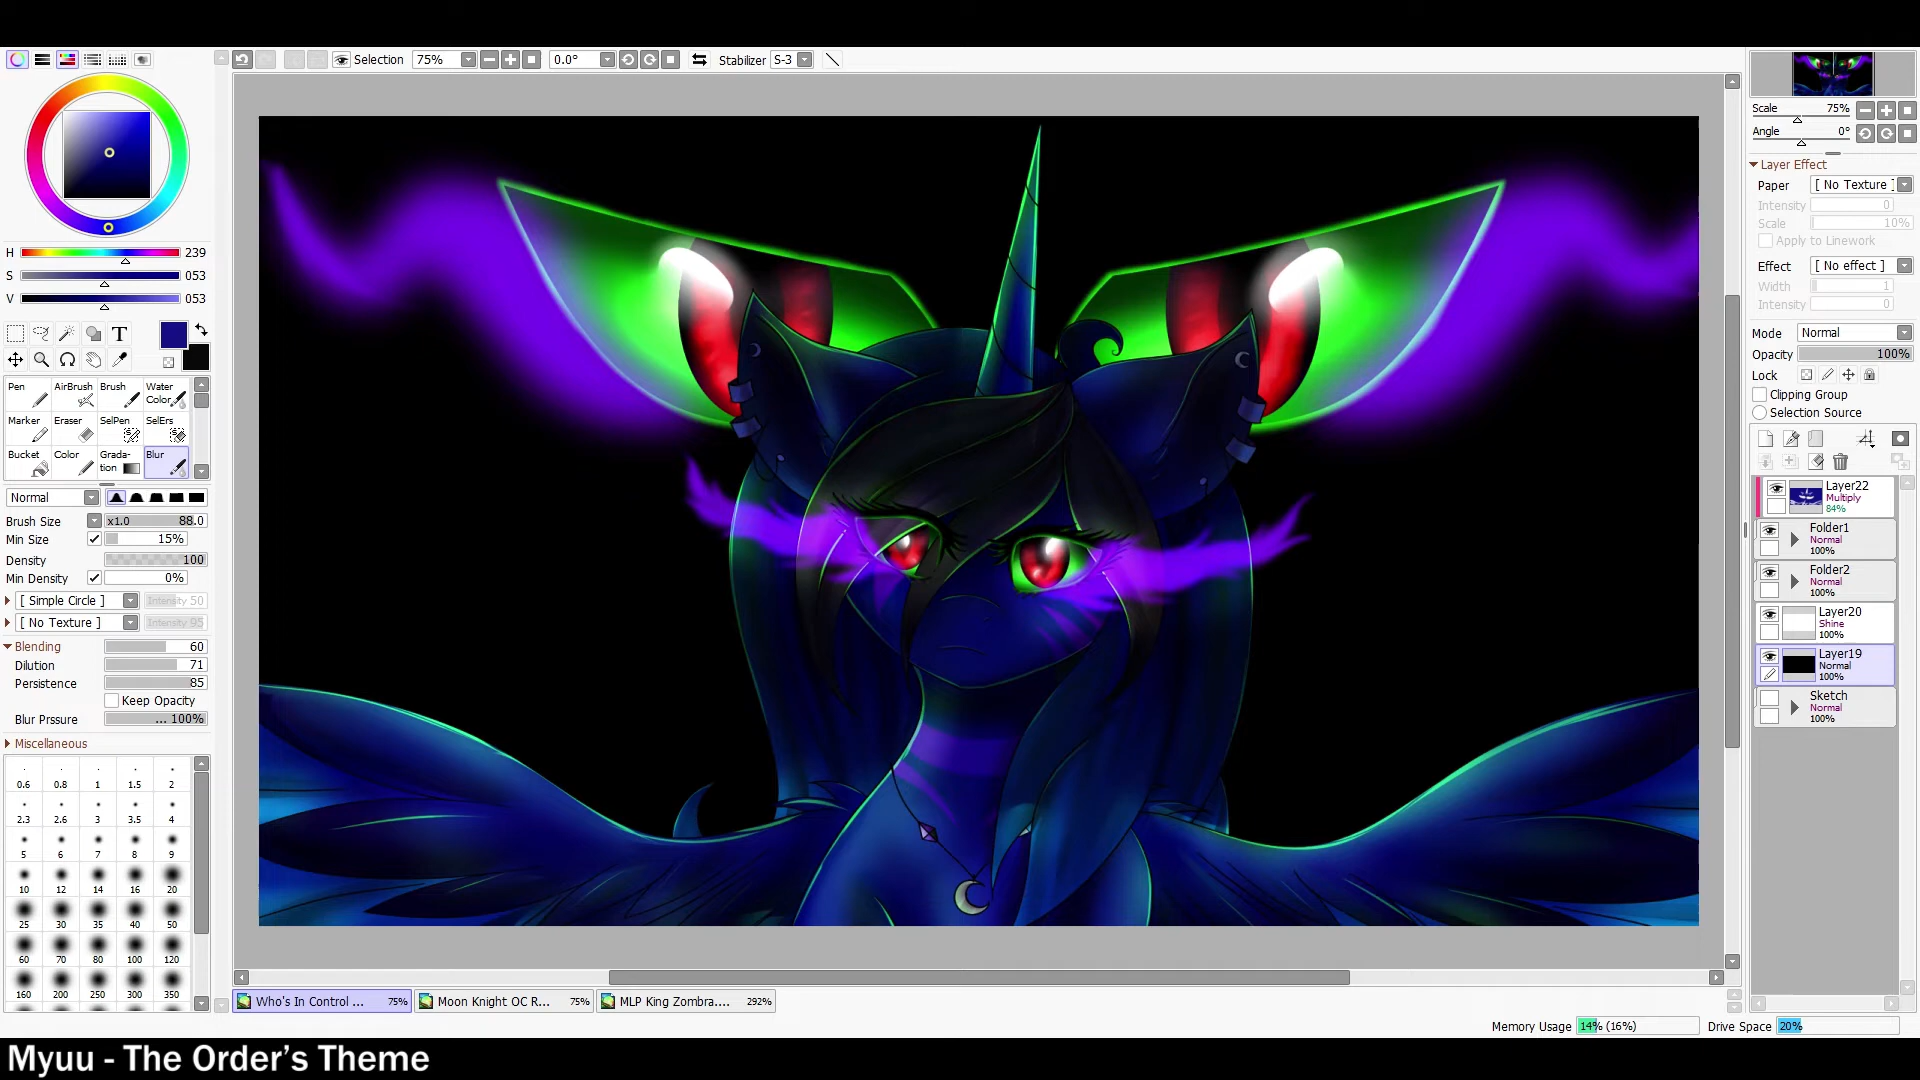 Selection 75% 0.0° Stabilizer S-3
H 239
S 053
V 053
T
Pen AirBrush Brush Water Color
Marker Eraser SelPen SelErs
Bucket Color Grada-tion Blur
Normal
Brush Size x1.0 88.0
Min Size 15%
Density 100
Min Density 0%
[ Simple Circle ] Intensity 50
[ No Texture ] Intensity 95
Blending 60
Dilution 71
Persistence 85
Keep Opacity
Blur Prssure ... 100%
Miscellaneous
0.6 0.8 1 1.5 2
2.3 2.6 3 3.5 4
5 6 7 8 9
10 12 14 16 20
25 30 35 40 50
60 70 80 100 120
160 200 250 300 350
Scale 75%
Angle 0°
Layer Effect
Paper [ No Texture ]
Intensity 0
Scale 10%
Apply to Linework
Effect [ No effect ]
Width 1
Intensity 0
Mode Normal
Opacity 100%
Lock
Clipping Group
Selection Source
Layer22
Multiply
84%
Folder1
Normal
100%
Folder2
Normal
100%
Layer20
Shine
100%
Layer19
Normal
100%
Sketch
Normal
100%
Who's In Control ... 75% Moon Knight OC R... 75% MLP King Zombra.... 292%
Memory Usage 14% (16%) Drive Space 20%
Myuu - The Order's Theme